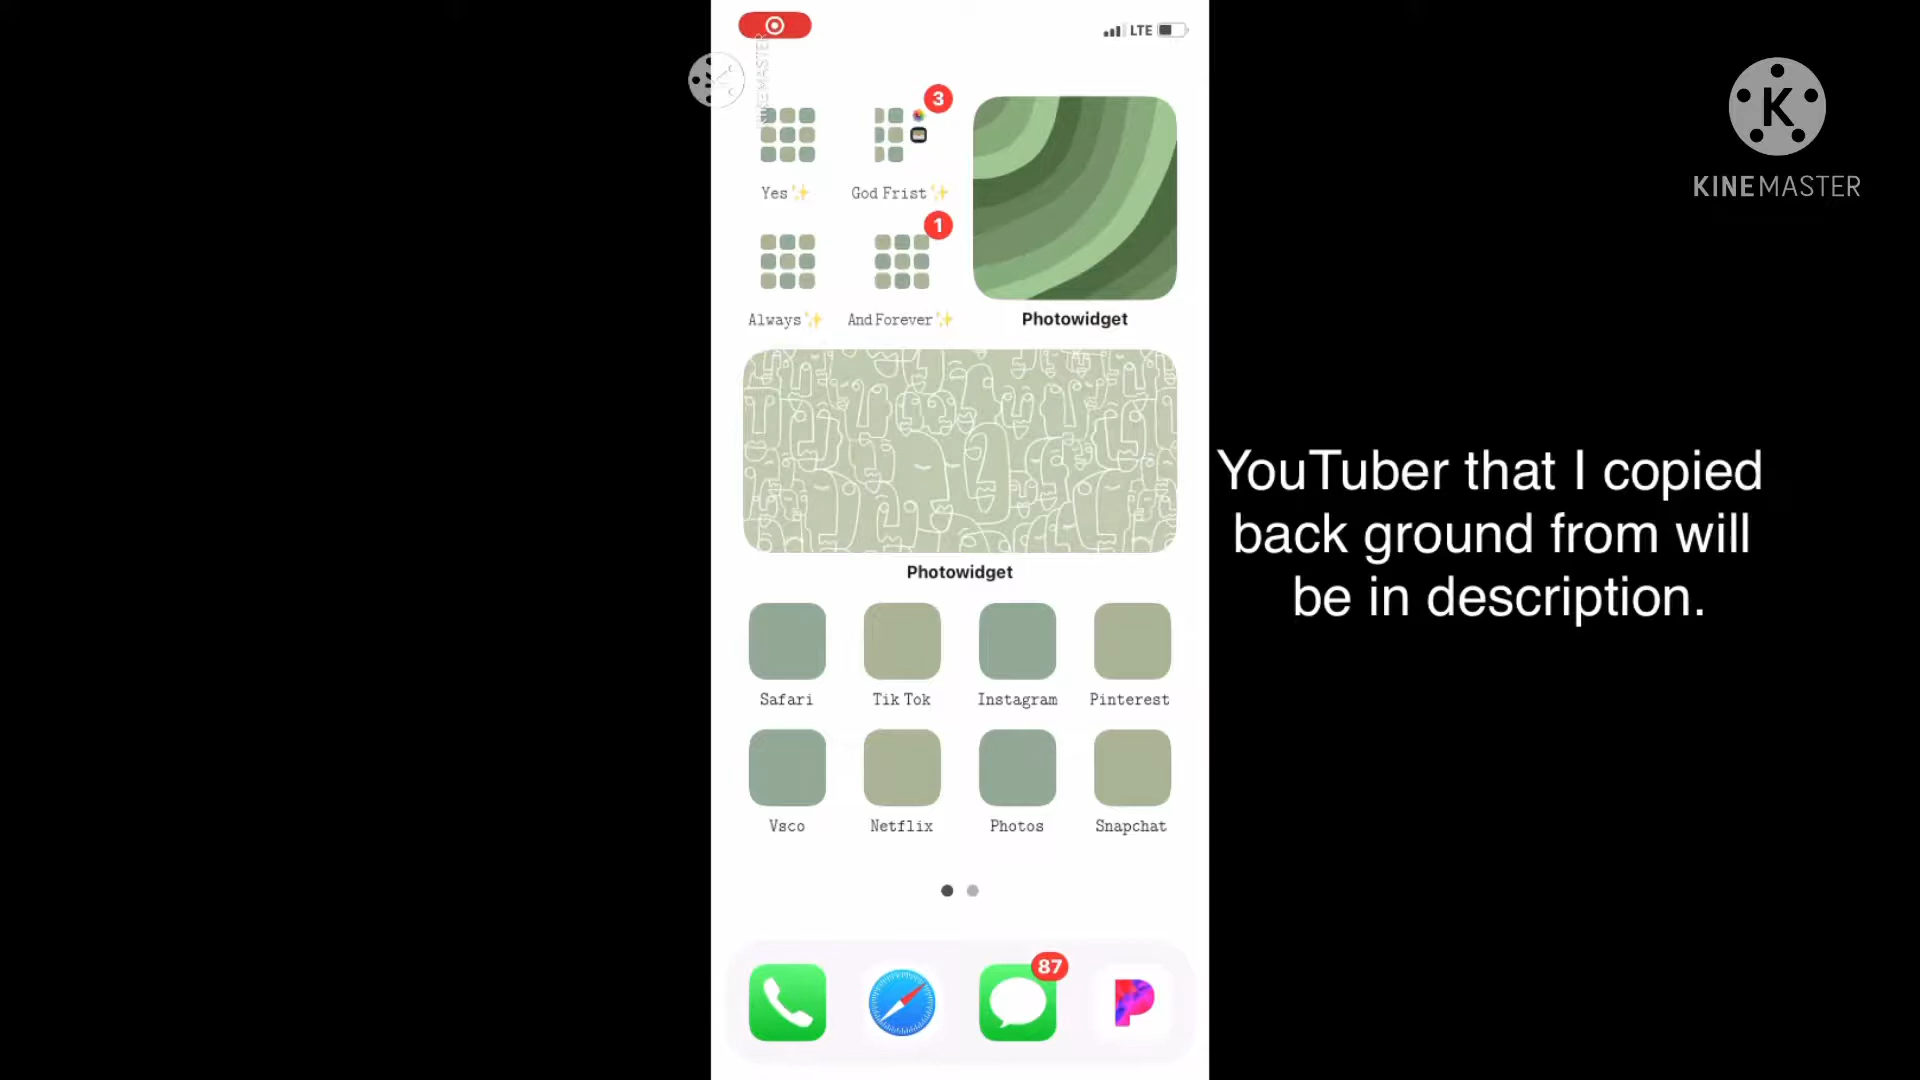 LTE
KINEMASTER
3
Yes✨
God Frist✨
1
Always✨
And Forever✨
Photowidget
Photowidget
Safari
Tik Tok
Instagram
Pinterest
Vsco
Netflix
Photos
Snapchat
87
K
KINEMASTER
YouTuber that I copied
back ground from will
be in description.